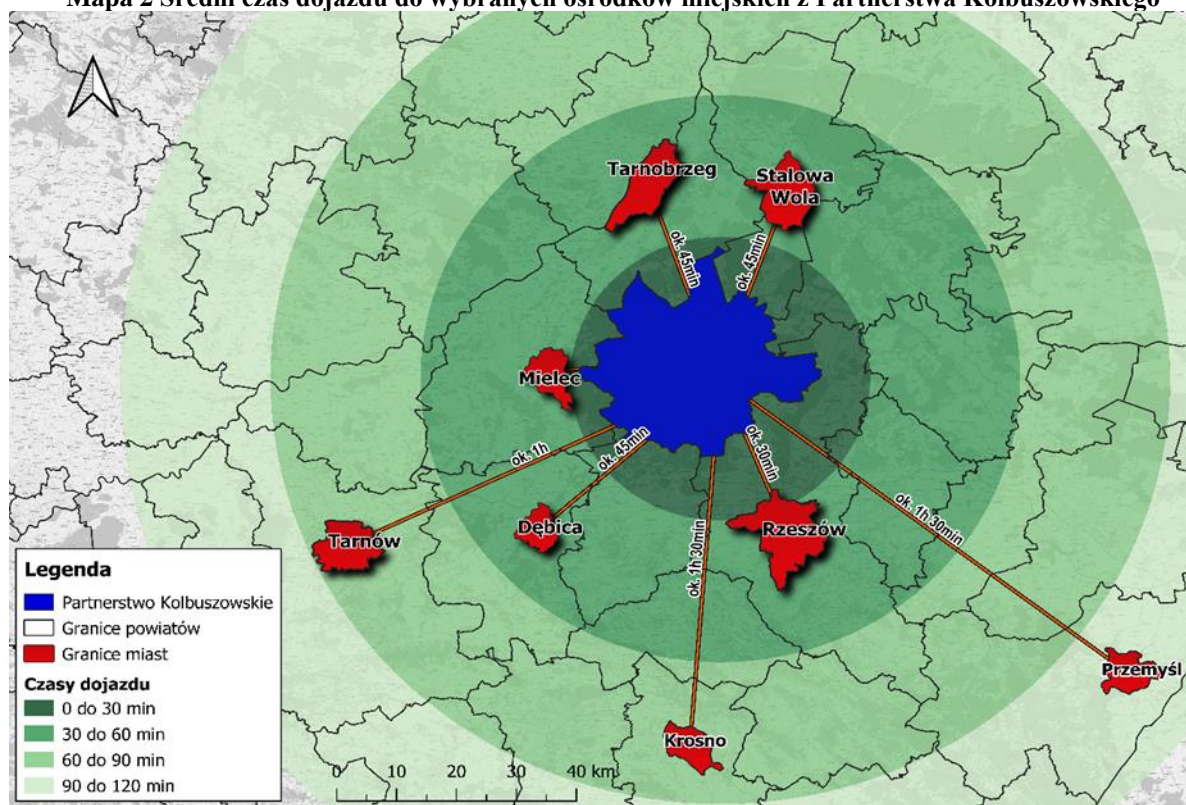 Mapa 2 Średni czas dojazdu do wybranych ośrodków miejskich z Partnerstwa Kolbuszowskiego
Tarnobrzeg
Stalowa
Wola
ok. 45min
ok. 45min
Mielec
ok. 1h
ok. 45min
ok. 30min
ok. 1h 30min
ok. 1h 30min
Tarnów
Dębica
Rzeszów
Przemyśl
Krosno
Legenda
Partnerstwo Kolbuszowskie
Granice powiatów
Granice miast
Czasy dojazdu
0 do 30 min
30 do 60 min
60 do 90 min
90 do 120 min
0 10 20 30 40 km